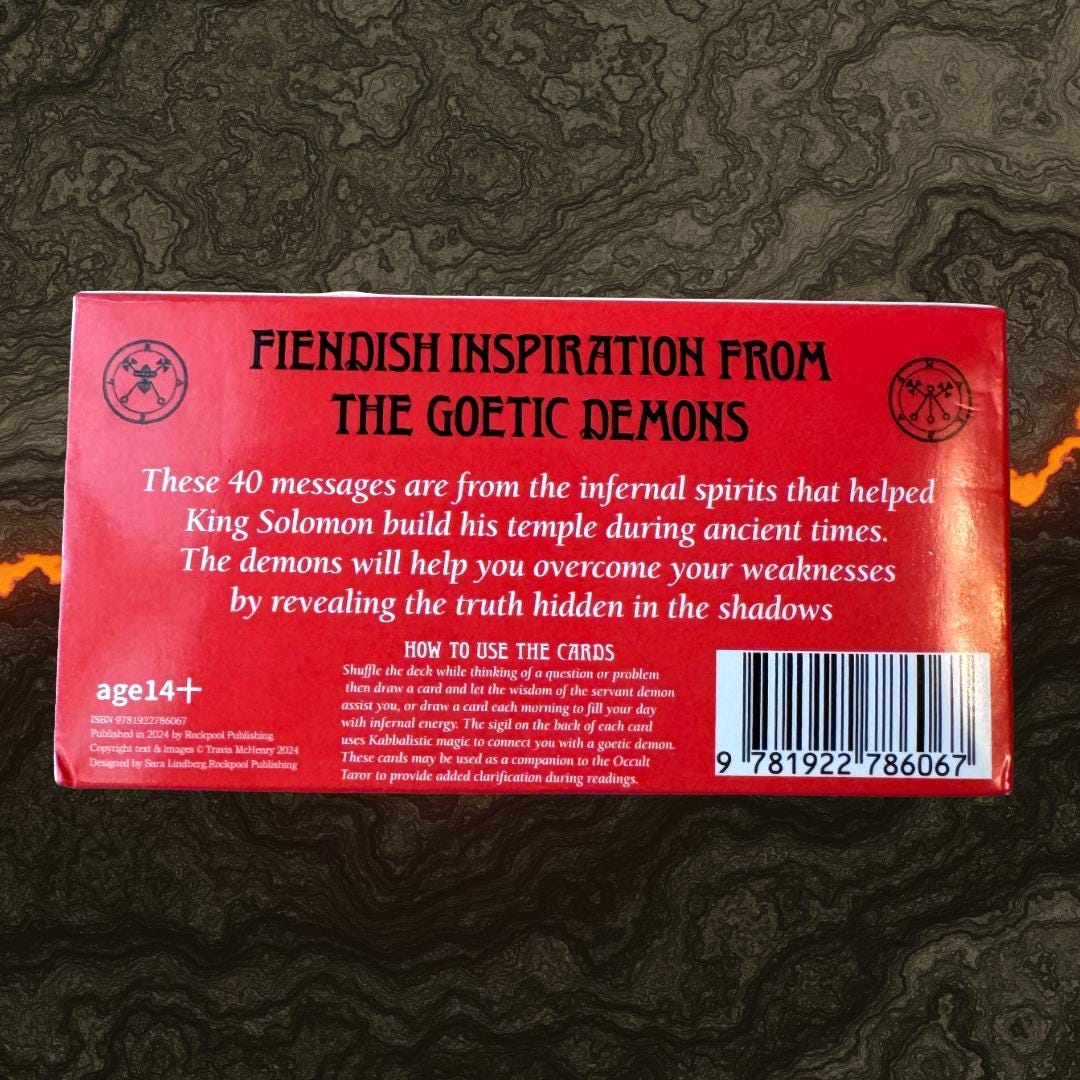 FIENDISH INSPIRATION FROM
THE GOETIC DEMONS
These 40 messages are from the infernal spirits that helped
King Solomon build his temple during ancient times.
The demons will help you overcome your weaknesses
by revealing the truth hidden in the shadows
HOW TO USE THE CARDS
Shuffle the deck while thinking of a question or problem
then draw a card and let the wisdom of the servant demon
assist you, or draw a card each morning to fill your day
with infernal energy. The sigil on the back of each card
uses Kabbalistic magic to connect you with a goetic demon.
These cards may be used as a companion to the Occult
Tarot to provide added clarification during readings.
age14+
ISBN 9781922786067
Published in 2024 by Rockpool Publishing
Copyright text & images © Travis McHenry 2024
Designed by Sara Lindberg, Rockpool Publishing
9 781922 786067